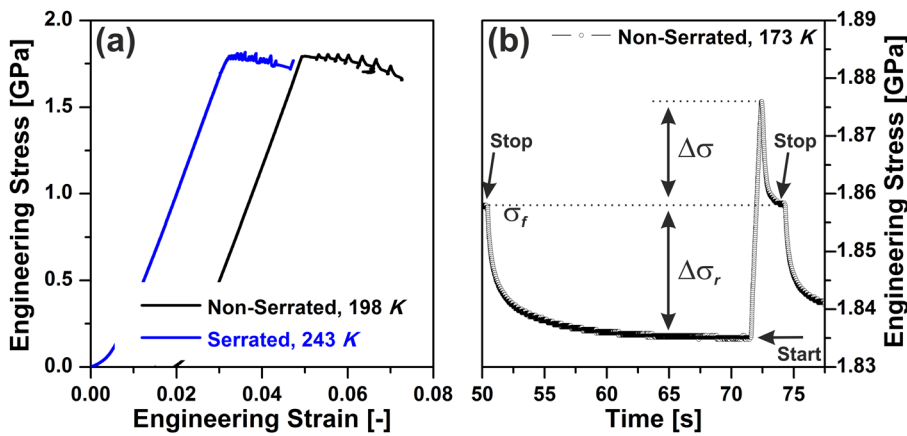 (a)
Engineering Stress [GPa]
2.0
1.5
1.0
0.5
0.0
Non-Serrated, 198 K
Serrated, 243 K
0.00 0.02 0.04 0.06 0.08
Engineering Strain [-]
(b)
Non-Serrated, 173 K
Stop
Δσ
Stop
σf
Δσr
Start
1.89
1.88
1.87
1.86
1.85
1.84
1.83
Engineering Stress [GPa]
50 55 60 65 70 75
Time [s]